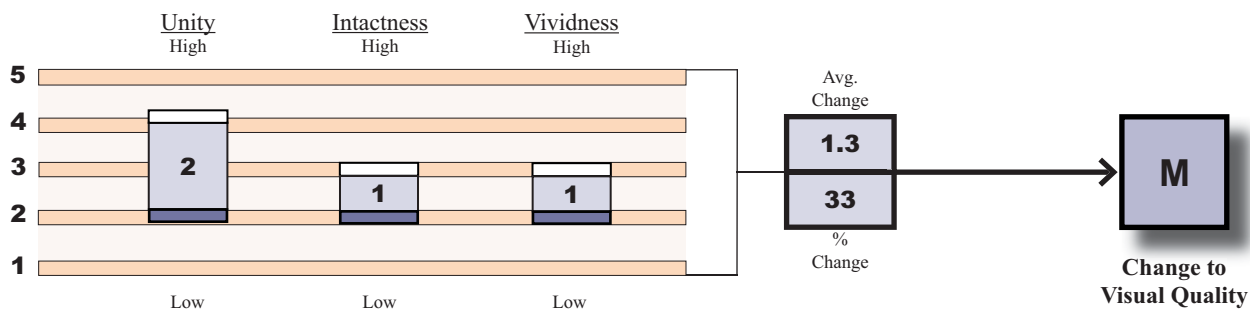 Unity
High
Intactness
High
Vividness
High
5
4
3
2
1
2
1
1
Low
Low
Low
Avg.
Change
1.3
33
%
Change
M
Change to
Visual Quality